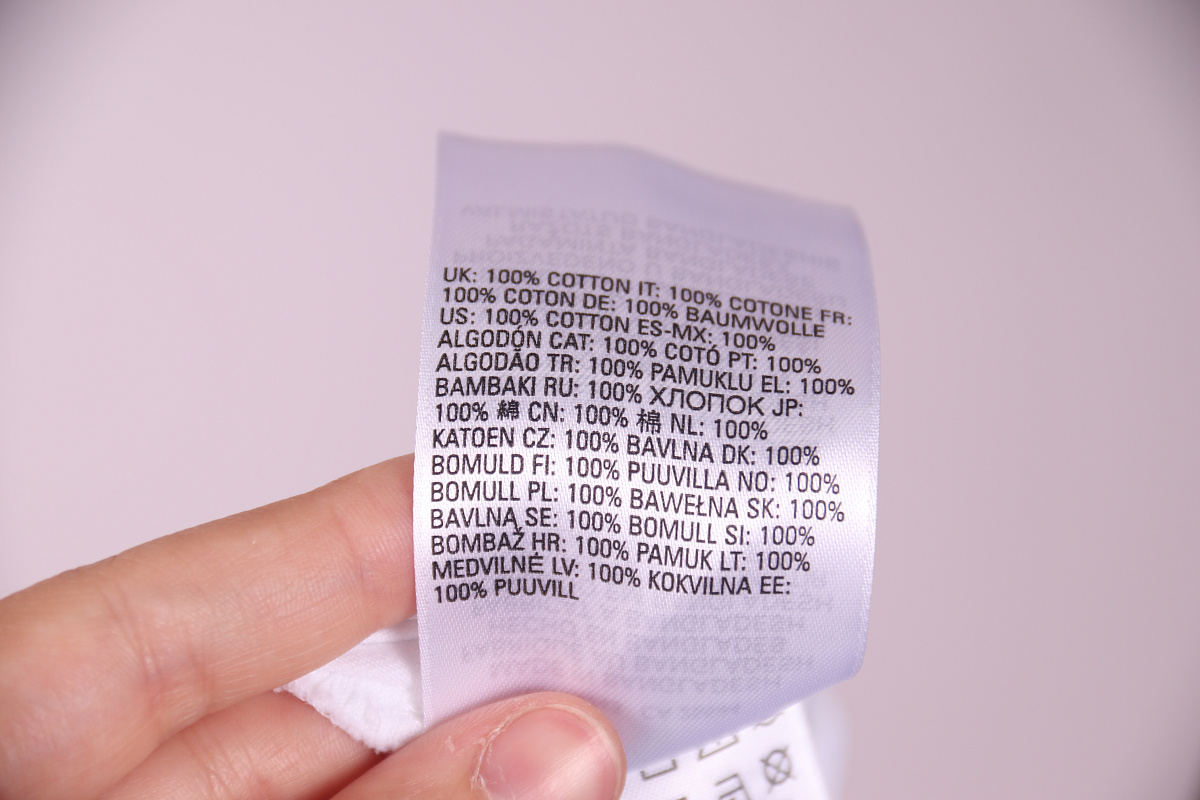 UK: 100% COTTON IT: 100% COTONE FR:
100% COTON DE: 100% BAUMWOLLE
US: 100% COTTON ES-MX: 100%
ALGODÓN CAT: 100% COTÓ PT: 100%
ALGODÃO TR: 100% PAMUKLU EL: 100%
BAMBAKI RU: 100% ХЛОПОК JP:
100% 綿 CN: 100% 棉 NL: 100%
KATOEN CZ: 100% BAVLNA DK: 100%
BOMULD FI: 100% PUUVILLA NO: 100%
BOMULL PL: 100% BAWEŁNA SK: 100%
BAVLNA SE: 100% BOMULL SI: 100%
BOMBAŽ HR: 100% PAMUK LT: 100%
MEDVILNĖ LV: 100% KOKVILNA EE:
100% PUUVILL